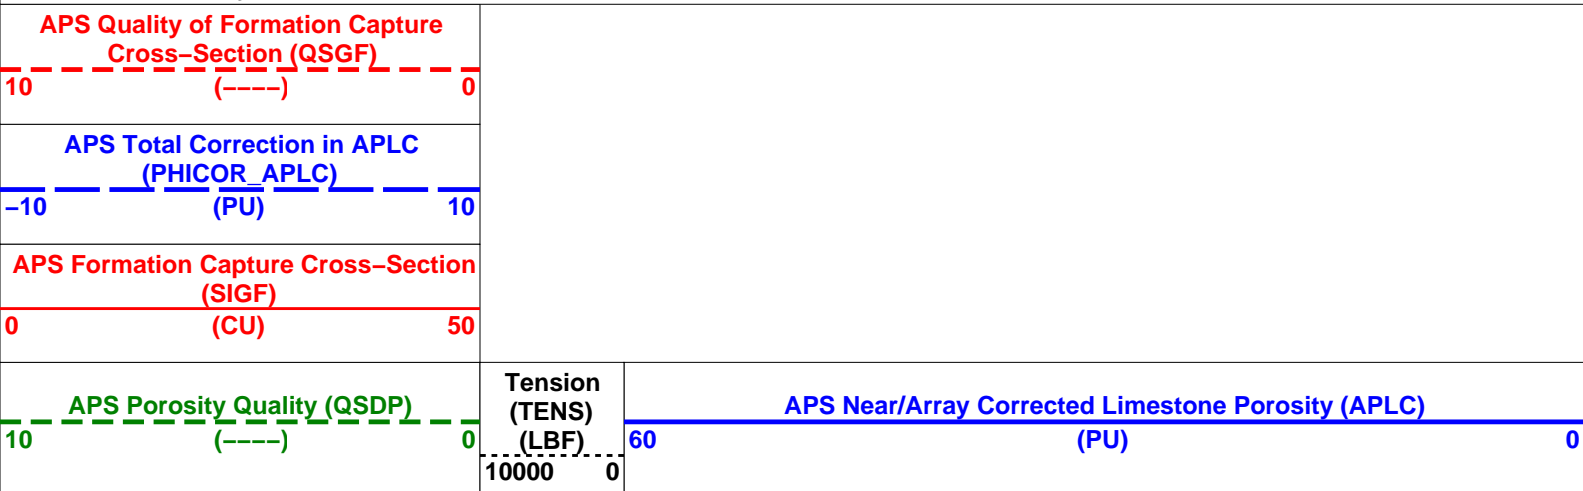 APS Quality of Formation Capture
Cross–Section (QSGF)
10 (––––) 0
APS Total Correction in APLC
(PHICOR_APLC)
–10 (PU) 10
APS Formation Capture Cross–Section
(SIGF)
0 (CU) 50
APS Porosity Quality (QSDP)
10 (––––) 0
Tension
(TENS)
(LBF)
10000 0
APS Near/Array Corrected Limestone Porosity (APLC)
60 (PU) 0